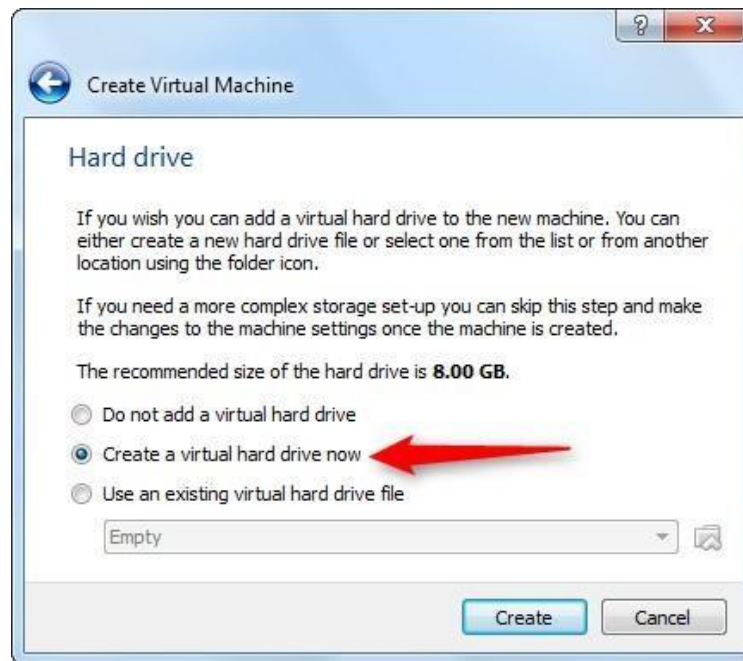 Create Virtual Machine
Hard drive
If you wish you can add a virtual hard drive to the new machine. You can
either create a new hard drive file or select one from the list or from another
location using the folder icon.
If you need a more complex storage set-up you can skip this step and make
the changes to the machine settings once the machine is created.
The recommended size of the hard drive is 8.00 GB.
Do not add a virtual hard drive
Create a virtual hard drive now
Use an existing virtual hard drive file
Empty
Create Cancel